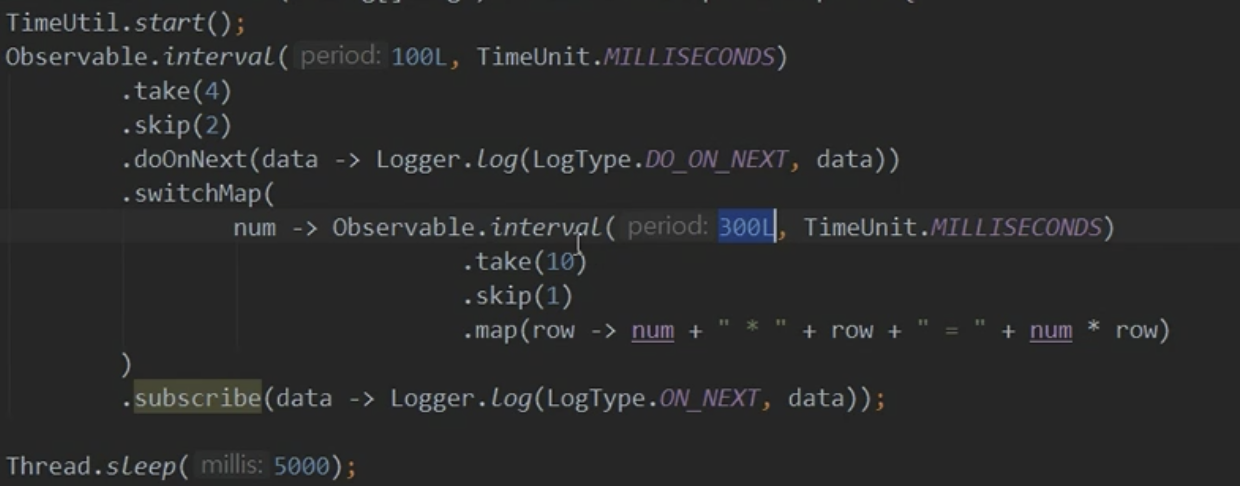 TimeUtil.start();
Observable.interval( period: 100L, TimeUnit.MILLISECONDS)
.take(4)
.skip(2)
.doOnNext(data -> Logger.log(LogType.DO_ON_NEXT, data))
.switchMap(
num -> Observable.interval( period: 300L, TimeUnit.MILLISECONDS)
.take(10)
.skip(1)
.map(row -> num + " * " + row + " = " + num * row)
)
.subscribe(data -> Logger.log(LogType.ON_NEXT, data));
Thread.sleep( millis: 5000);